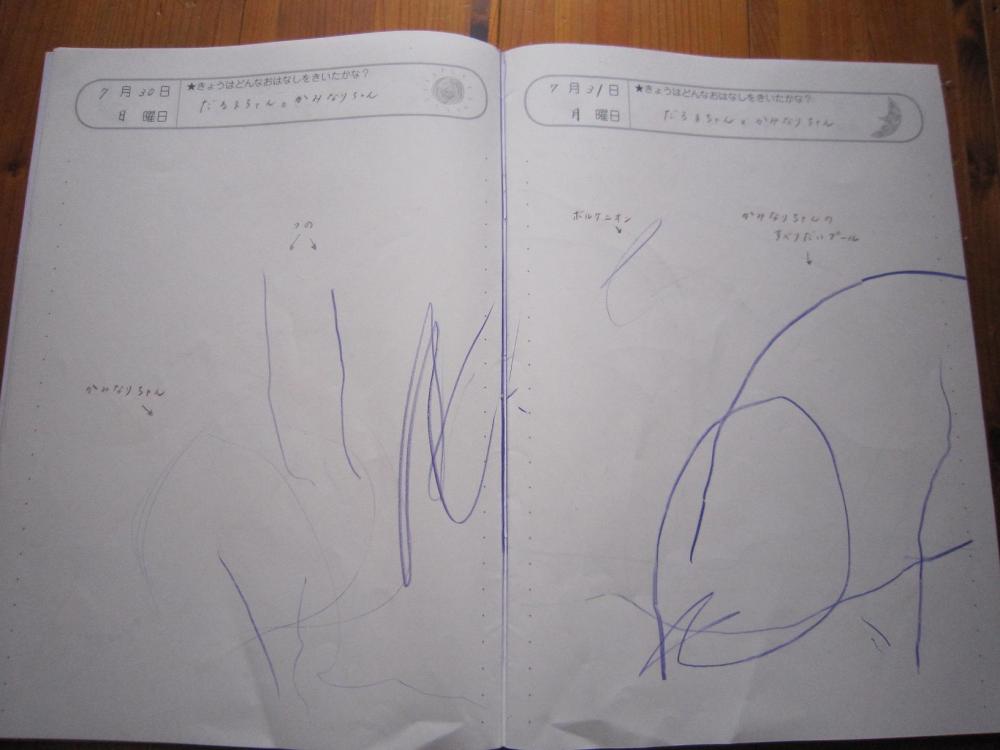 7月30日
★きょうはどんなおはなしをきいたかな？
日 曜日
だるまちゃんとかみなりちゃん
つの
かみなりちゃん
7月31日
★きょうはどんなおはなしをきいたかな？
月 曜日
だるまちゃんとかみなりちゃん
ボルケニオン
かみなりちゃんの
すべりだいプール